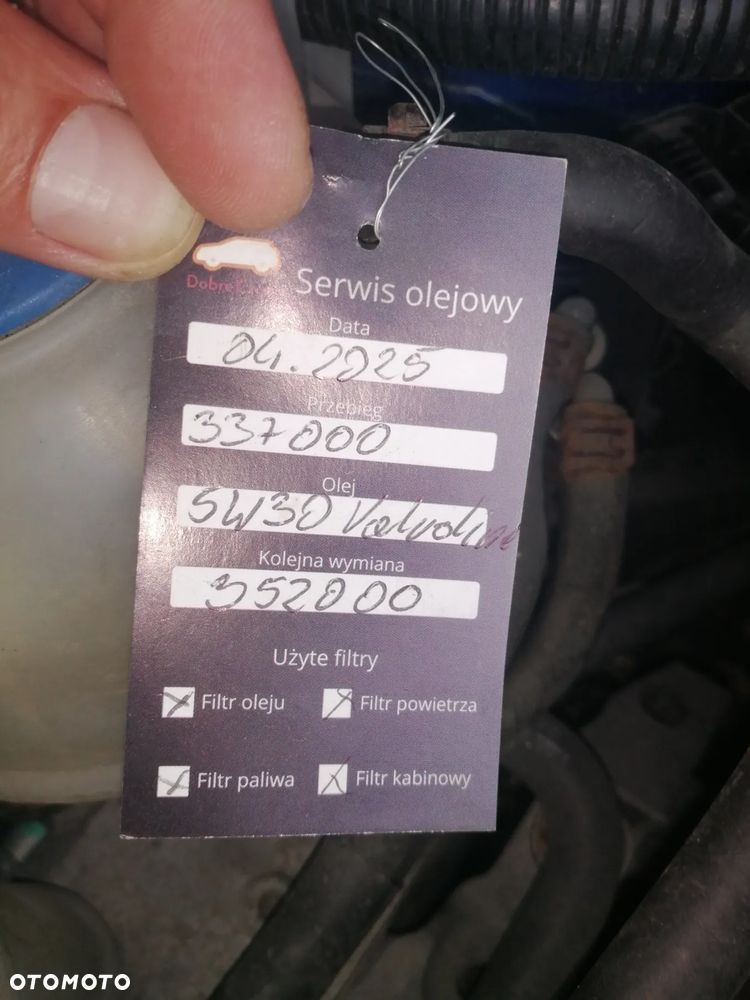 Serwis olejowy
Data
04.2025
Przebieg
337000
Olej
5W30 Valvoline
Kolejna wymiana
352000
Użyte filtry
Filtr oleju Filtr powietrza
Filtr paliwa Filtr kabinowy
OTOMOTO